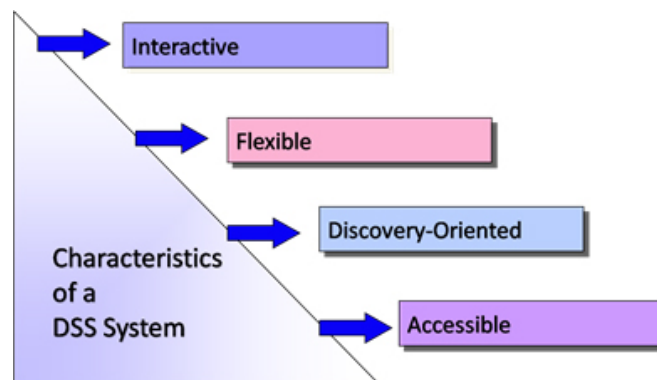 Interactive
Flexible
Discovery-Oriented
Characteristics
of a
DSS System
Accessible